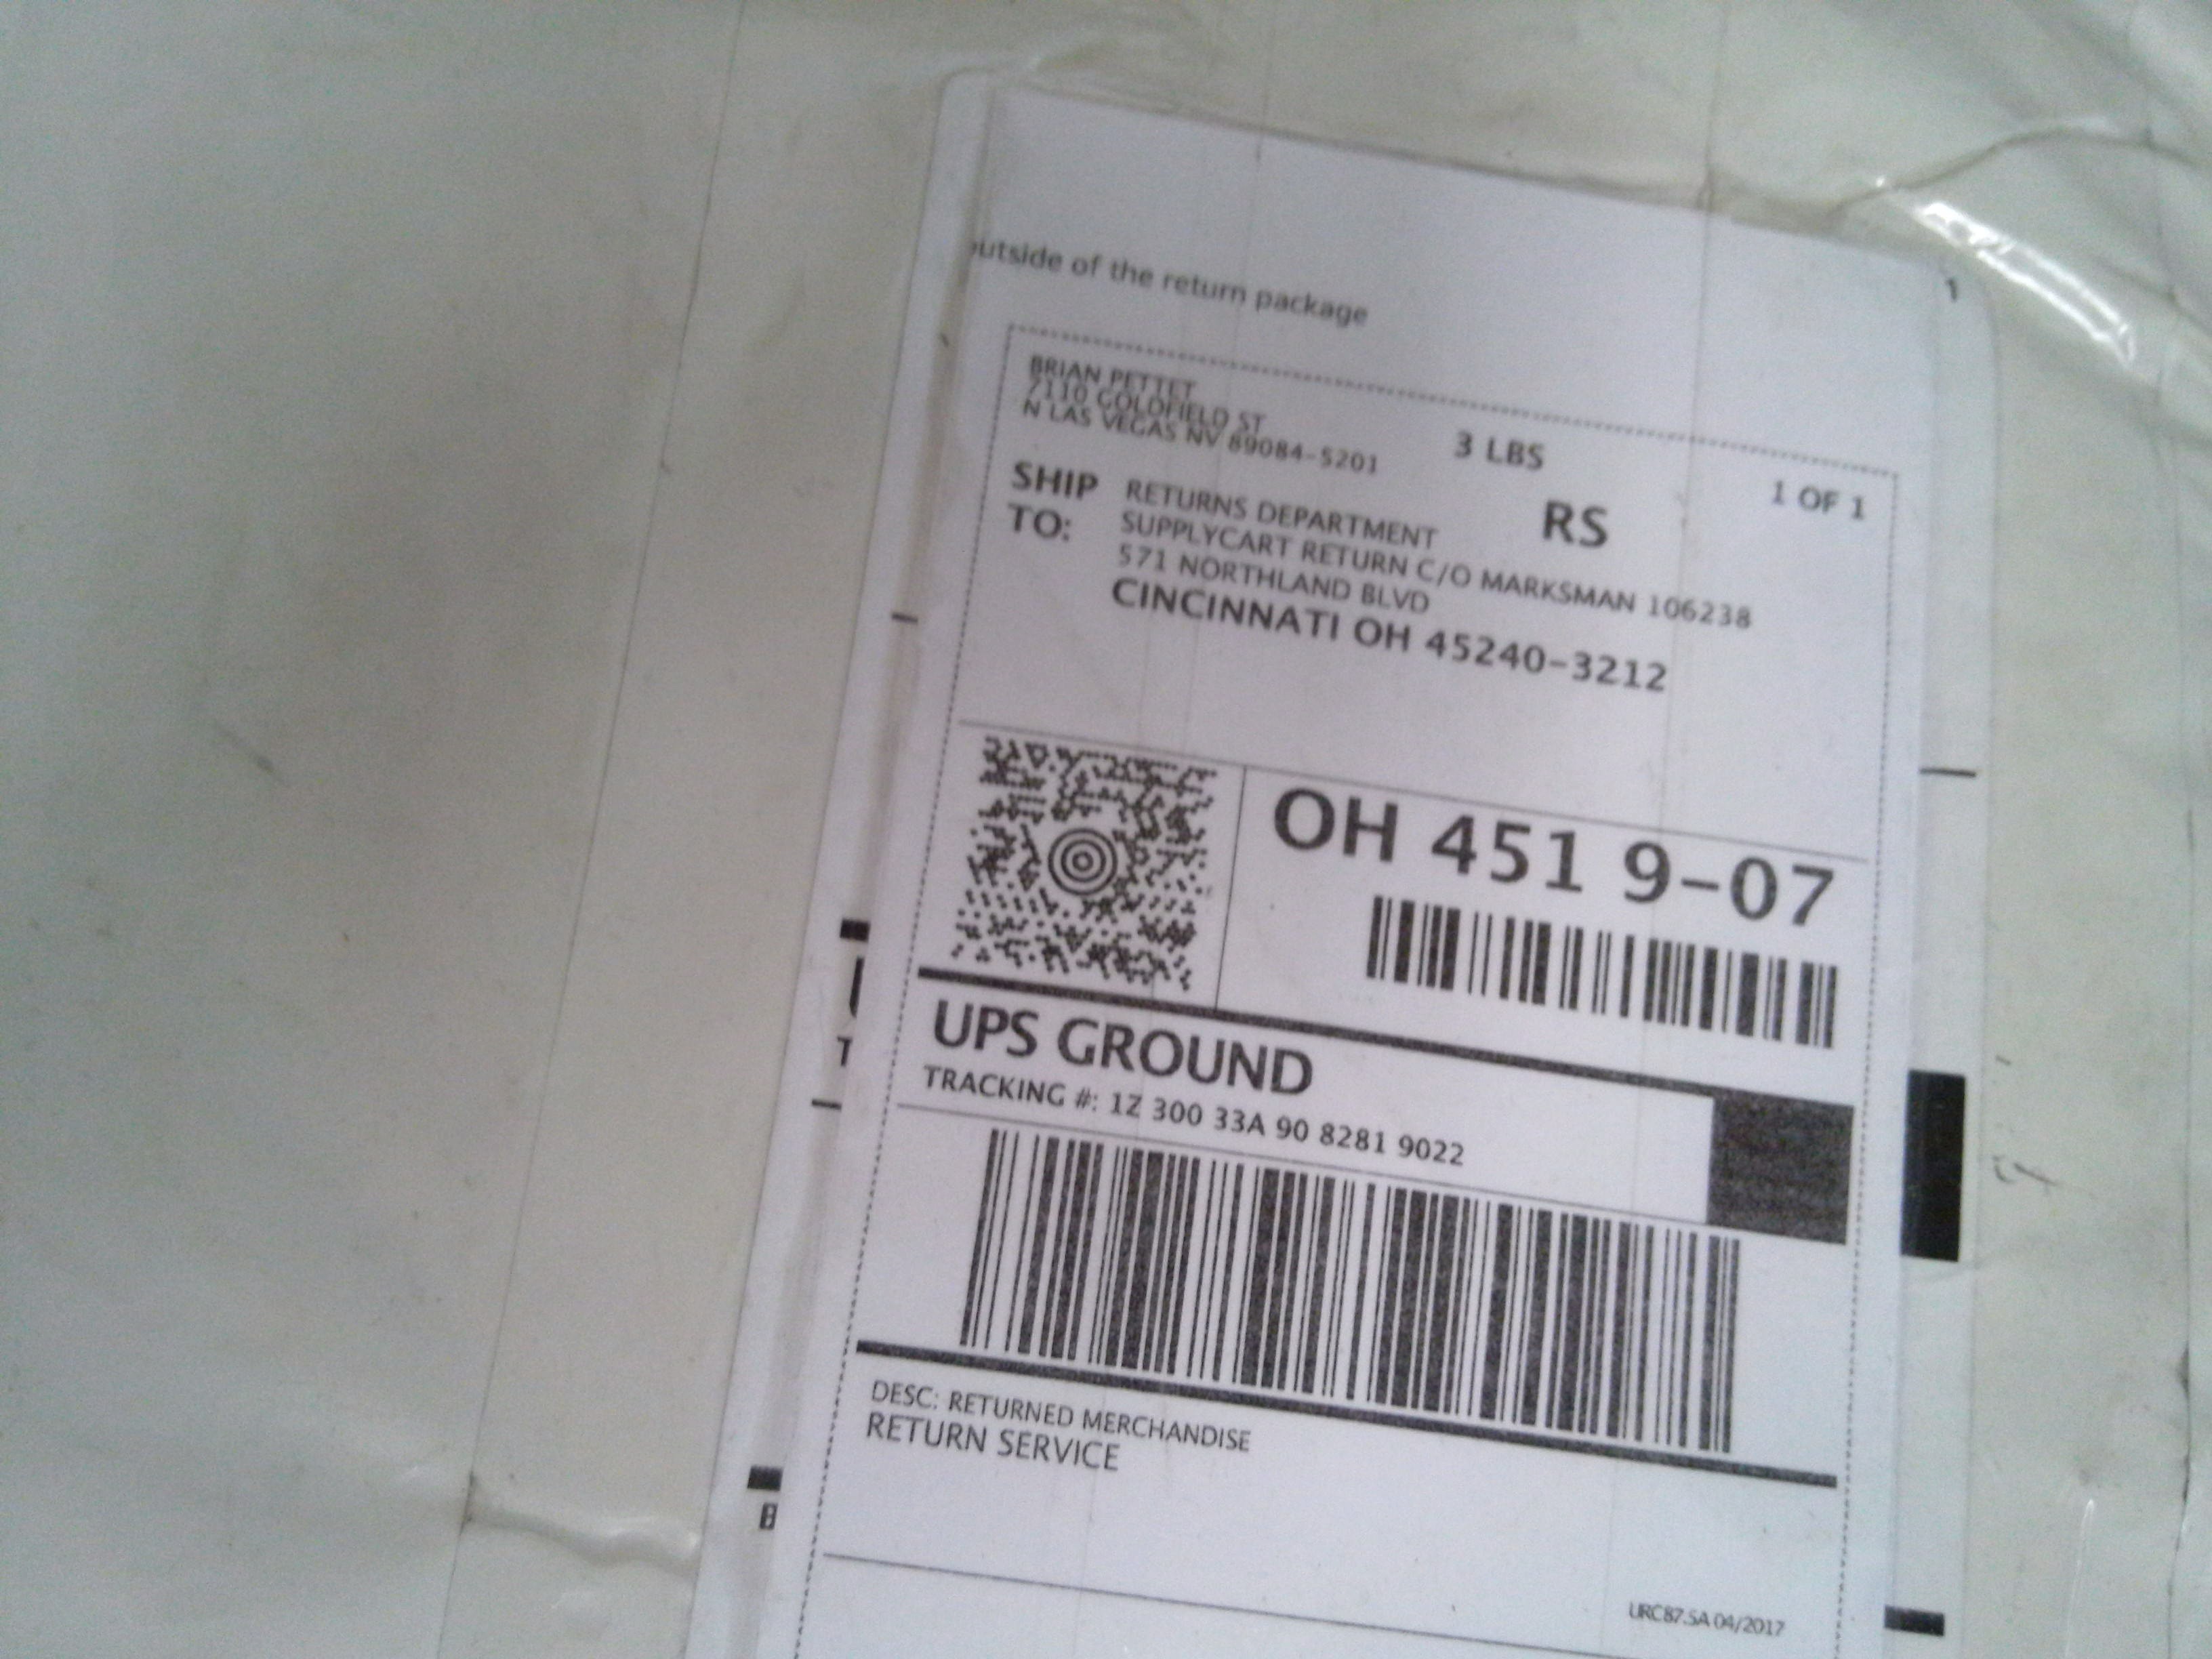 outside of the return package
1
BRIAN PETTET
7110 GOLDFIELD ST
N LAS VEGAS NV 89084-5201
3 LBS
1 OF 1
RS
SHIP TO:
RETURNS DEPARTMENT
SUPPLYCART RETURN C/O MARKSMAN 106238
571 NORTHLAND BLVD
CINCINNATI OH 45240-3212
OH 451 9-07
UPS GROUND
TRACKING #: 1Z 300 33A 90 8281 9022
DESC: RETURNED MERCHANDISE
RETURN SERVICE
URC87.5A 04/2017